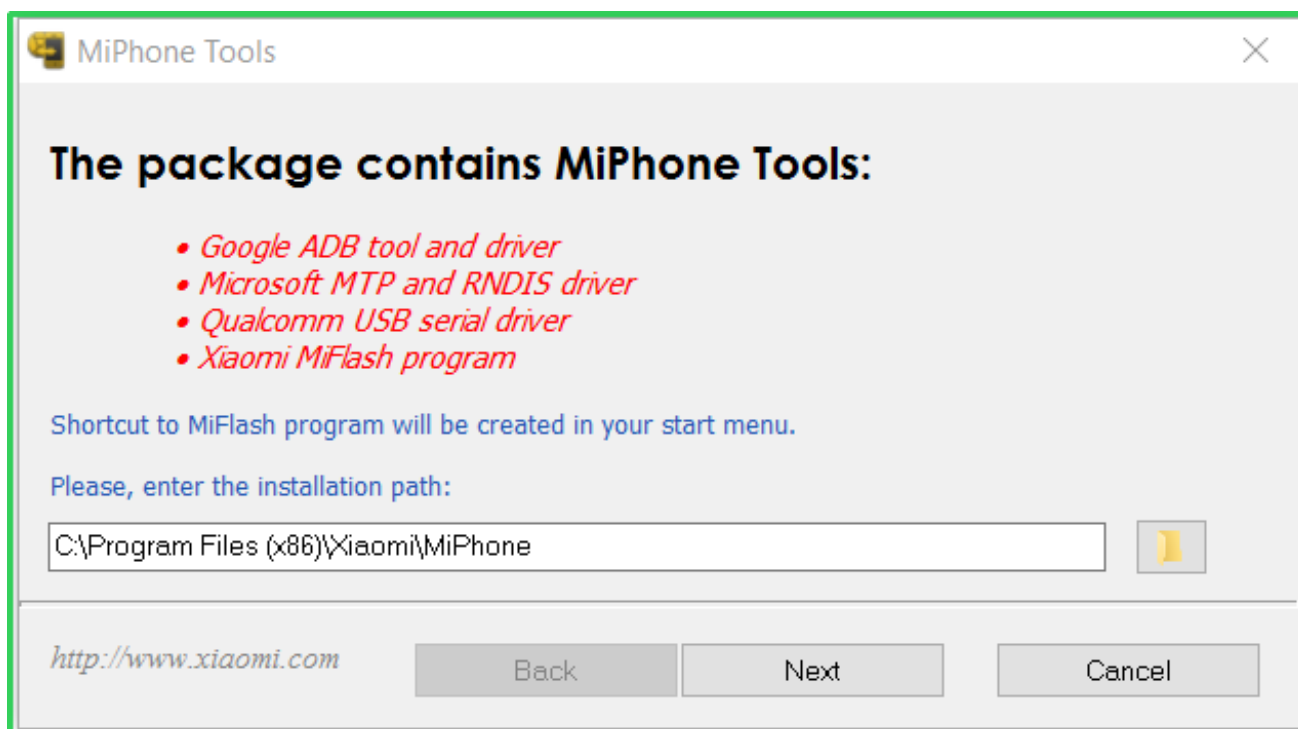 MiPhone Tools
The package contains MiPhone Tools:
• Google ADB tool and driver
• Microsoft MTP and RNDIS driver
• Qualcomm USB serial driver
• Xiaomi MiFlash program
Shortcut to MiFlash program will be created in your start menu.
Please, enter the installation path:
C:\Program Files (x86)\Xiaomi\MiPhone
http://www.xiaomi.com
Back
Next
Cancel